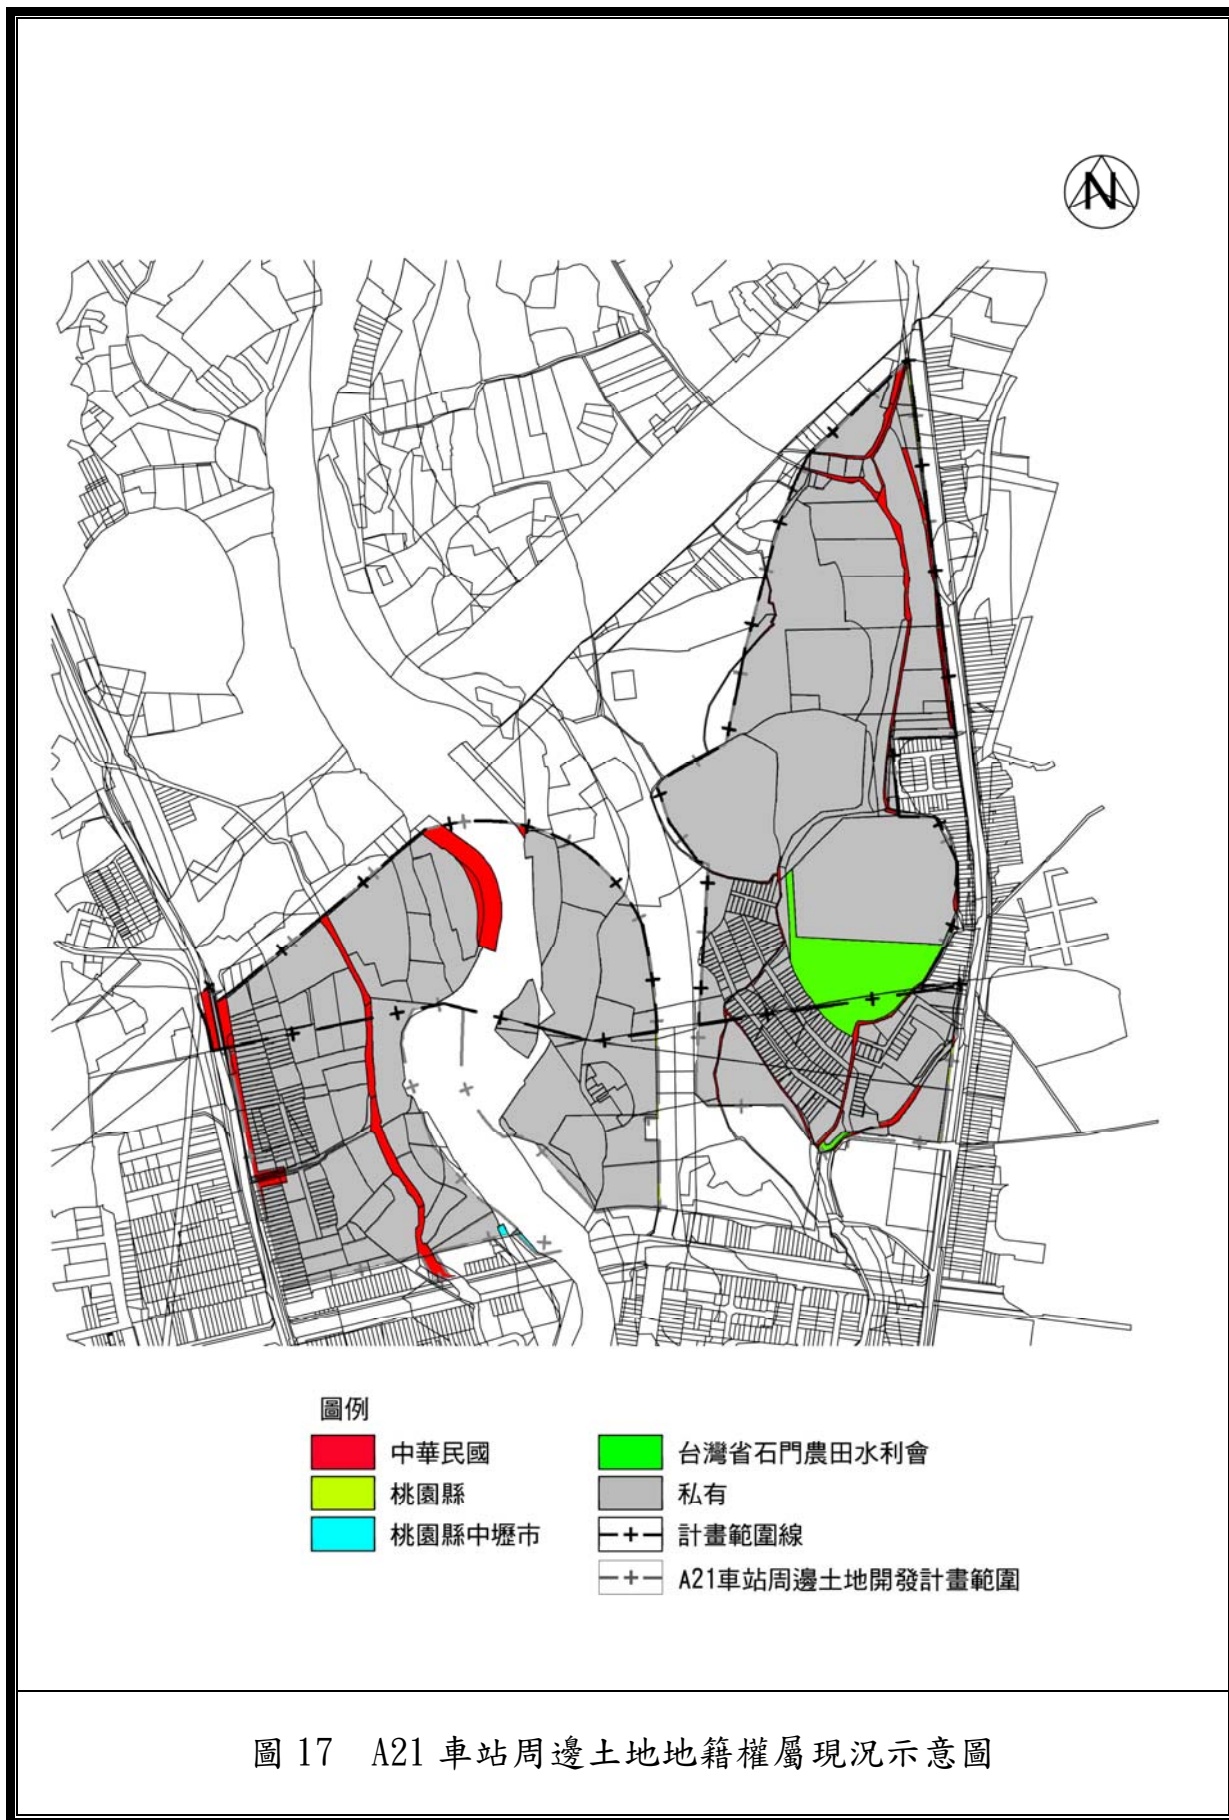 N
圖例
中華民國
桃園縣
桃園縣中壢市
台灣省石門農田水利會
私有
計畫範圍線
A21車站周邊土地開發計畫範圍
圖 17 A21 車站周邊土地地籍權屬現況示意圖